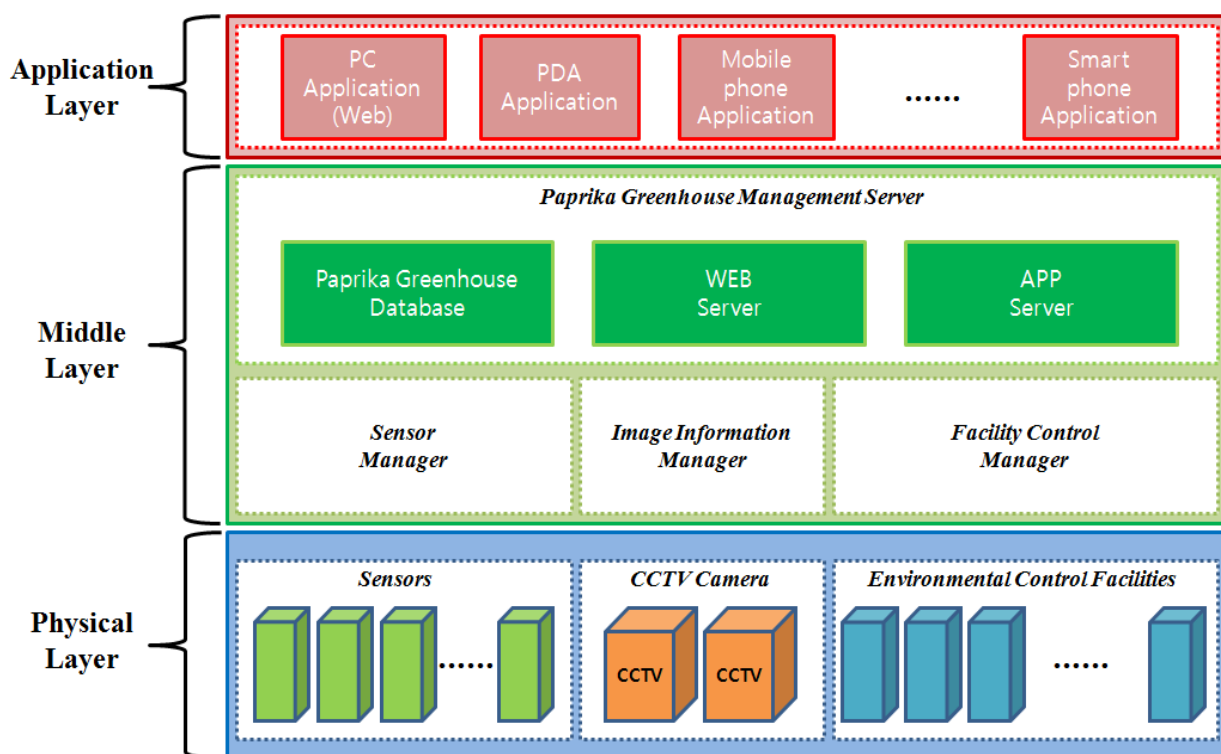 Application
Layer
PC
Application
(Web)
PDA
Application
Mobile
phone
Application
......
Smart
phone
Application
Middle
Layer
Paprika Greenhouse Management Server
Paprika Greenhouse
Database
WEB
Server
APP
Server
Sensor
Manager
Image Information
Manager
Facility Control
Manager
Physical
Layer
Sensors
......
CCTV Camera
CCTV
CCTV
Environmental Control Facilities
......